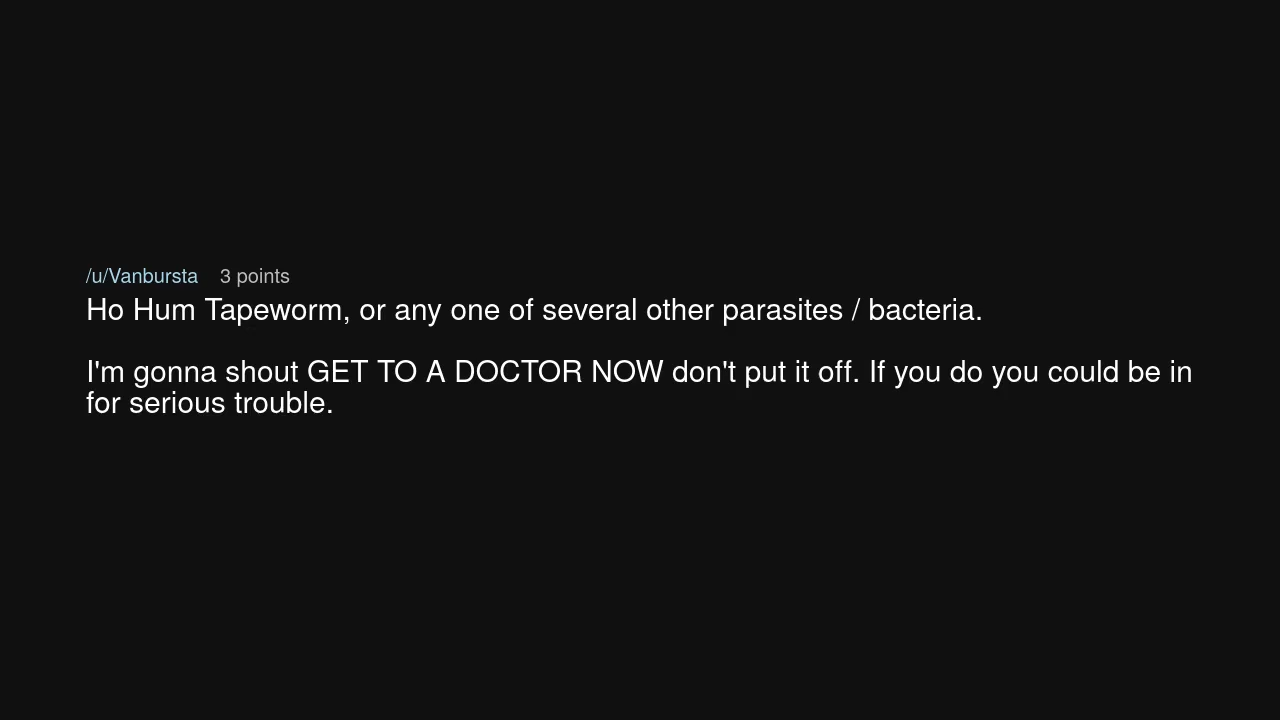 /u/Vanbursta 3 points
Ho Hum Tapeworm, or any one of several other parasites / bacteria.
I'm gonna shout GET TO A DOCTOR NOW don't put it off. If you do you could be in
for serious trouble.